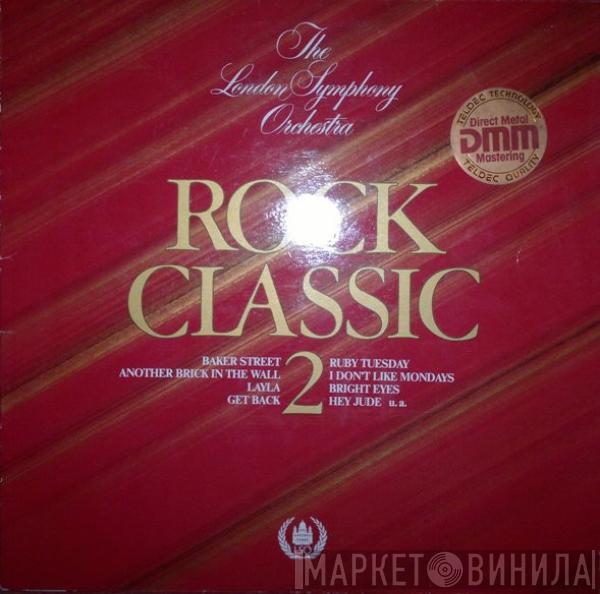 The
London Symphony
Orchestra
TELDEC TECHNOLOGY
Direct Metal
DMM
Mastering
TELDEC QUALITY
ROCK
CLASSIC
2
BAKER STREET
ANOTHER BRICK IN THE WALL
LAYLA
GET BACK
RUBY TUESDAY
I DON'T LIKE MONDAYS
BRIGHT EYES
HEY JUDE u. a.
LSO
МАРКЕТ ВИНИЛА